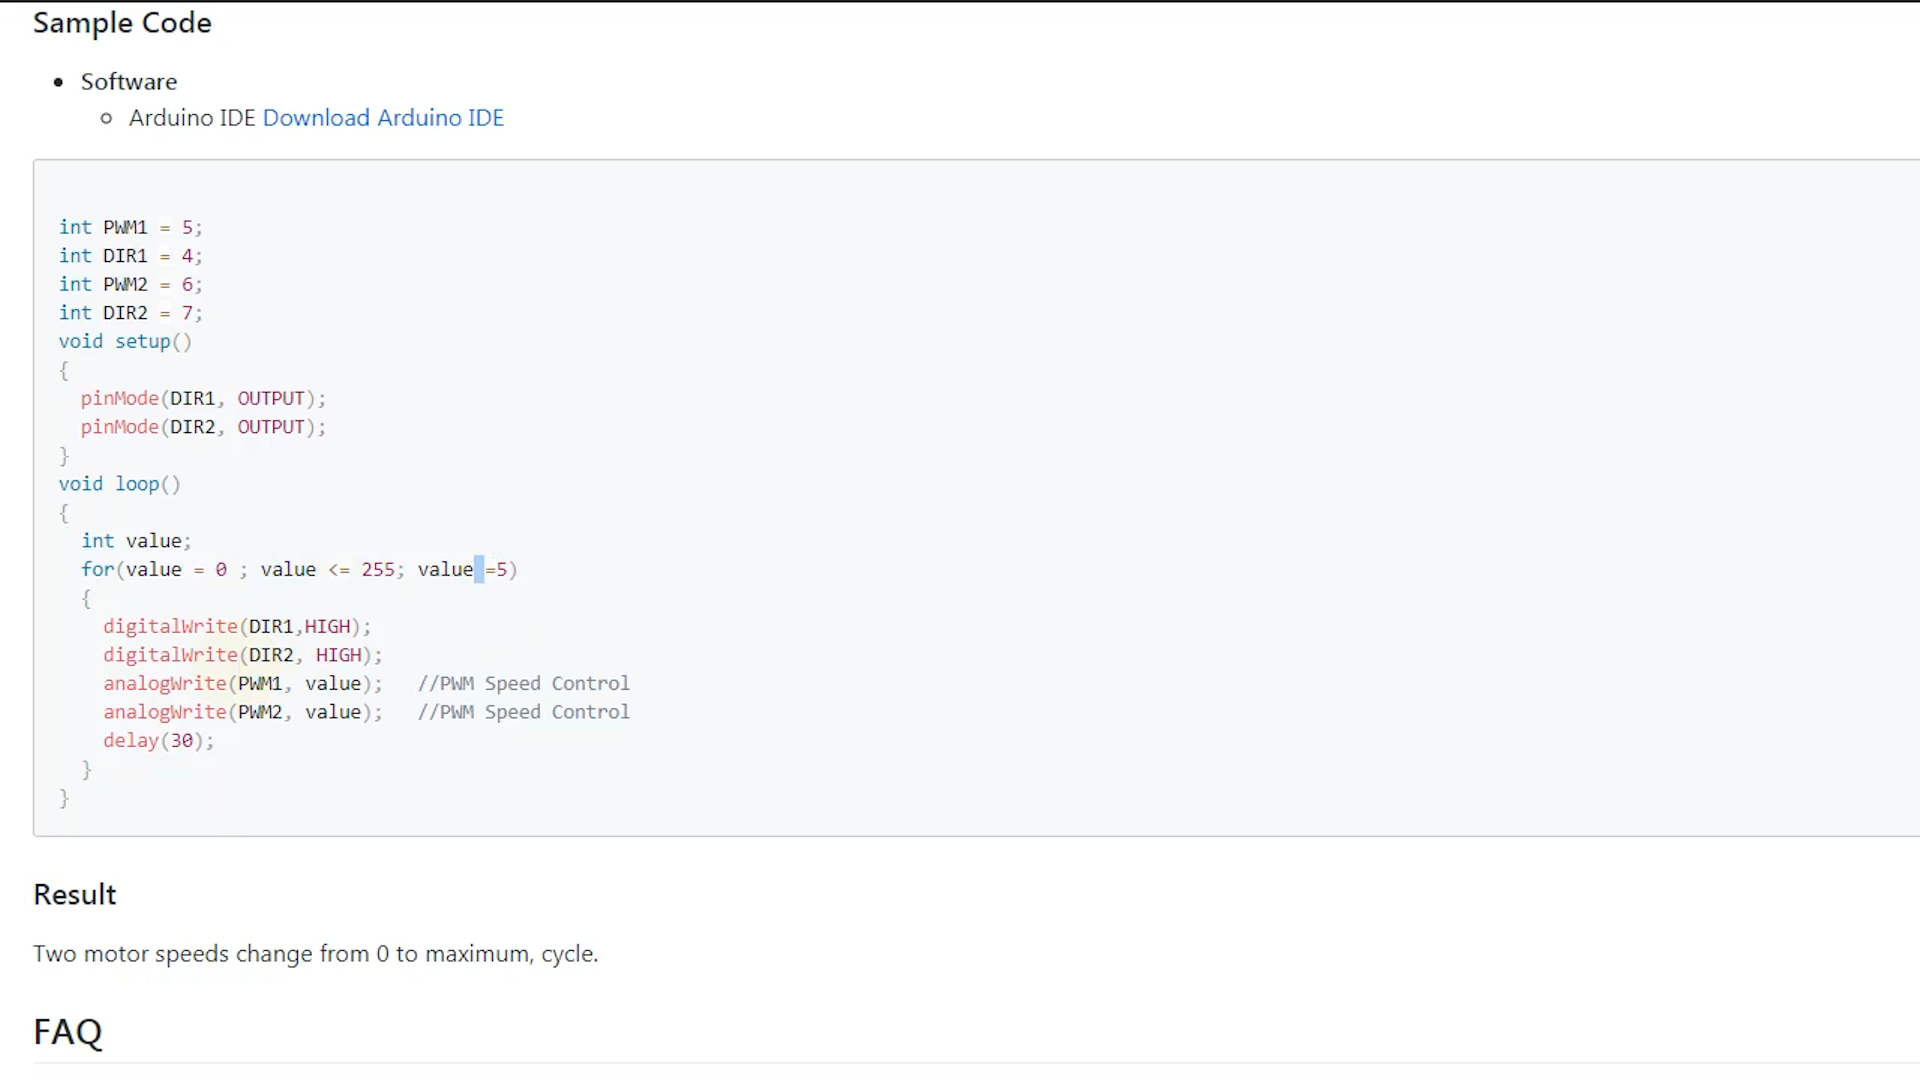 Sample Code
• Software
○ Arduino IDE Download Arduino IDE
int PWM1 = 5;
int DIR1 = 4;
int PWM2 = 6;
int DIR2 = 7;
void setup()
{
  pinMode(DIR1, OUTPUT);
  pinMode(DIR2, OUTPUT);
}
void loop()
{
  int value;
  for(value = 0 ; value <= 255; value =5)
  {
    digitalWrite(DIR1,HIGH);
    digitalWrite(DIR2, HIGH);
    analogWrite(PWM1, value);   //PWM Speed Control
    analogWrite(PWM2, value);   //PWM Speed Control
    delay(30);
  }
}
Result
Two motor speeds change from 0 to maximum, cycle.
FAQ